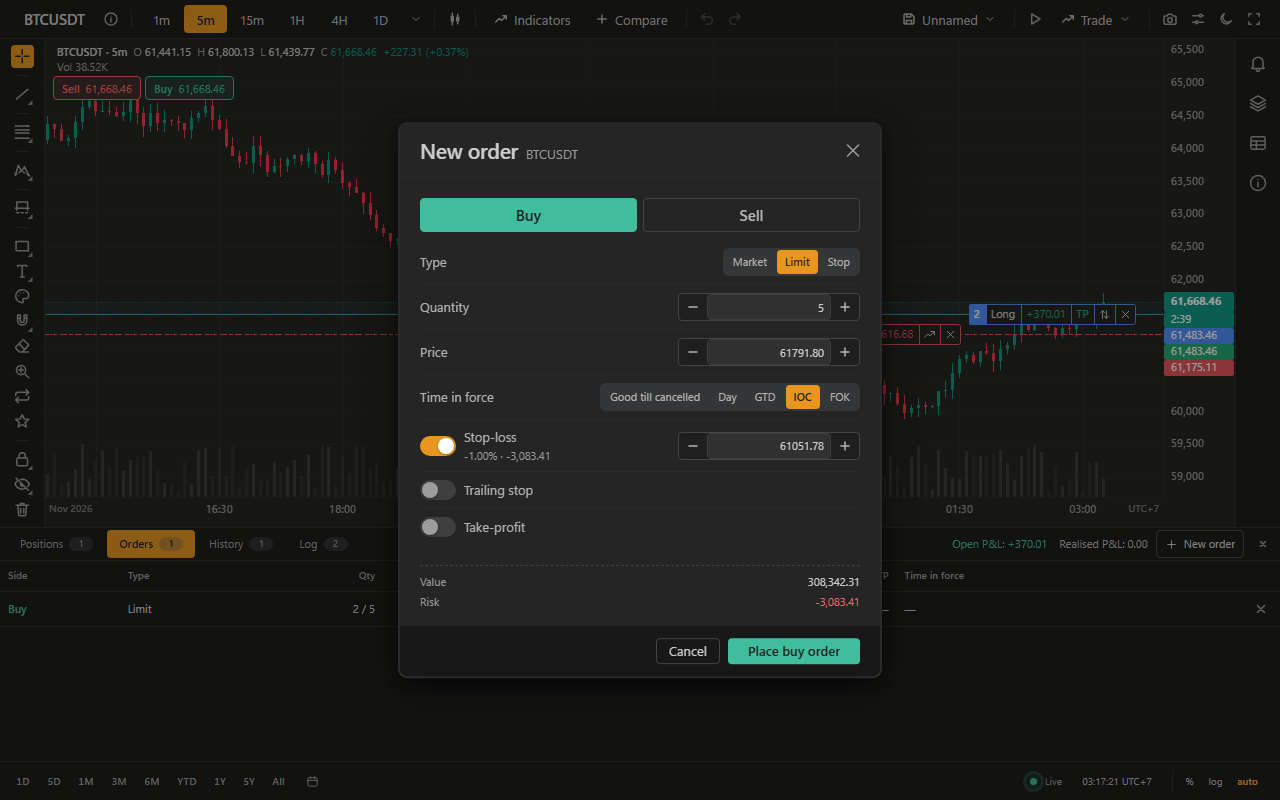 BTCUSDT 1m 5m 15m 1H 4H 1D Indicators Compare Unnamed Trade
BTCUSDT · 5m O 61,441.15 H 61,800.13 L 61,439.77 C 61,668.46 +227.31 (+0.37%)
Vol 38.52K
Sell 61,668.46 Buy 61,668.46
65,500
65,000
64,500
64,000
63,500
63,000
62,500
62,000
61,668.46
2:39
61,483.46
61,483.46
61,175.11
60,000
59,500
59,000
2 Long +370.01 TP
616.68
New order BTCUSDT
Buy Sell
Type Market Limit Stop
Quantity 5
Price 61791.80
Time in force Good till cancelled Day GTD IOC FOK
Stop-loss 61051.78
-1.00% · -3,083.41
Trailing stop
Take-profit
Value 308,342.31
Risk -3,083.41
Cancel Place buy order
Nov 2026 16:30 18:00 01:30 03:00 UTC+7
Positions 1 Orders 1 History 1 Log 2 Open P&L: +370.01 Realised P&L: 0.00 New order
Side Type Qty Time in force
Buy Limit 2 / 5 — —
1D 5D 1M 3M 6M YTD 1Y 5Y All Live 03:17:21 UTC+7 % log auto